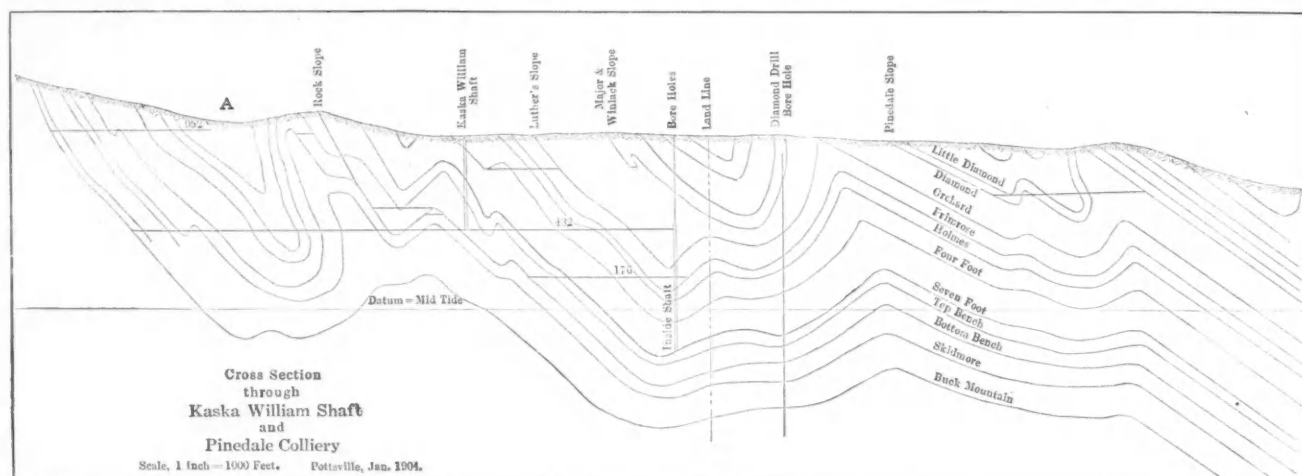 A
Rock Slope
Kaska William
Shaft
Luther's Slope
Major &
Winlack Slope
Bore Holes
Land Line
Diamond Drill
Bore Hole
Pinedale Slope
Little Diamond
Diamond
Orchard
Primrose
Holmes
Four Foot
Seven Foot
Top Bench
Bottom Bench
Skidmore
Buck Mountain
432
Inside Shaft
Datum = Mid Tide
Cross Section
through
Kaska William Shaft
and
Pinedale Colliery
Scale, 1 Inch = 1000 Feet. Pottsville, Jan. 1904.